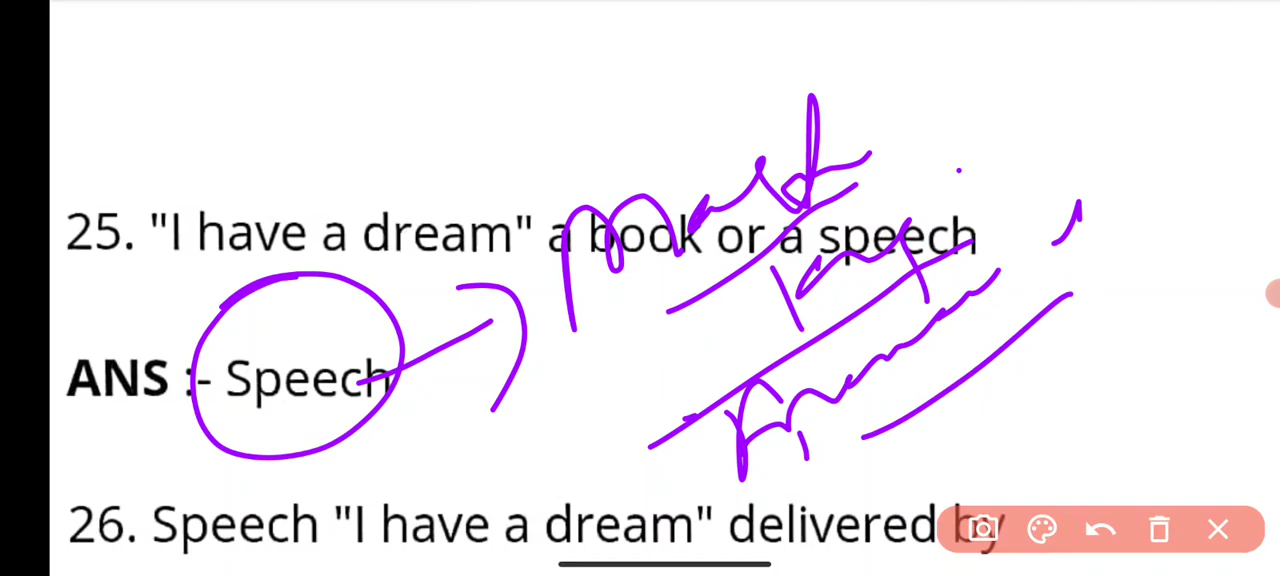 25. "I have a dream" a book or a speech
ANS :- Speech
26. Speech "I have a dream" delivered by